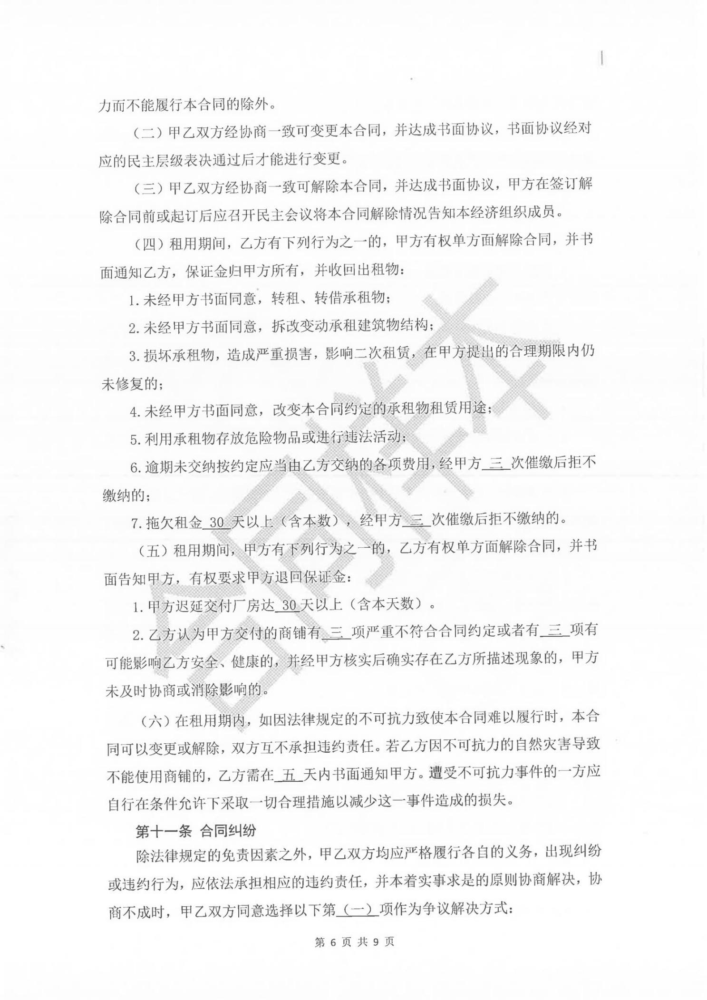 力而不能履行本合同的除外。
（二）甲乙双方经协商一致可变更本合同，并达成书面协议，书面协议经对
应的民主层级表决通过后才能进行变更。
（三）甲乙双方经协商一致可解除本合同，并达成书面协议，甲方在签订解
除合同前或起订后应召开民主会议将本合同解除情况告知本经济组织成员。
（四）租用期间，乙方有下列行为之一的，甲方有权单方面解除合同，并书
面通知乙方，保证金归甲方所有，并收回出租物：
1.未经甲方书面同意，转租、转借承租物；
2.未经甲方书面同意，拆改变动承租建筑物结构；
3.损坏承租物，造成严重损害，影响二次租赁，在甲方提出的合理期限内仍
未修复的；
4.未经甲方书面同意，改变本合同约定的承租物租赁用途；
5.利用承租物存放危险物品或进行违法活动；
6.逾期未交纳按约定应当由乙方交纳的各项费用，经甲方 三 次催缴后拒不
缴纳的；
7.拖欠租金 30 天以上（含本数），经甲方 三 次催缴后拒不缴纳的。
（五）租用期间，甲方有下列行为之一的，乙方有权单方面解除合同，并书
面告知甲方，有权要求甲方退回保证金：
1.甲方迟延交付厂房达 30 天以上（含本天数）。
2.乙方认为甲方交付的商铺有 三 项严重不符合合同约定或者有 三 项有
可能影响乙方安全、健康的，并经甲方核实后确实存在乙方所描述现象的，甲方
未及时协商或消除影响的。
（六）在租用期内，如因法律规定的不可抗力致使本合同难以履行时，本合
同可以变更或解除，双方互不承担违约责任。若乙方因不可抗力的自然灾害导致
不能使用商铺的，乙方需在 五 天内书面通知甲方。遭受不可抗力事件的一方应
自行在条件允许下采取一切合理措施以减少这一事件造成的损失。
第十一条 合同纠纷
除法律规定的免责因素之外，甲乙双方均应严格履行各自的义务，出现纠纷
或违约行为，应依法承担相应的违约责任，并本着实事求是的原则协商解决，协
商不成时，甲乙双方同意选择以下第（一）项作为争议解决方式：
第 6 页 共 9 页
合同样本